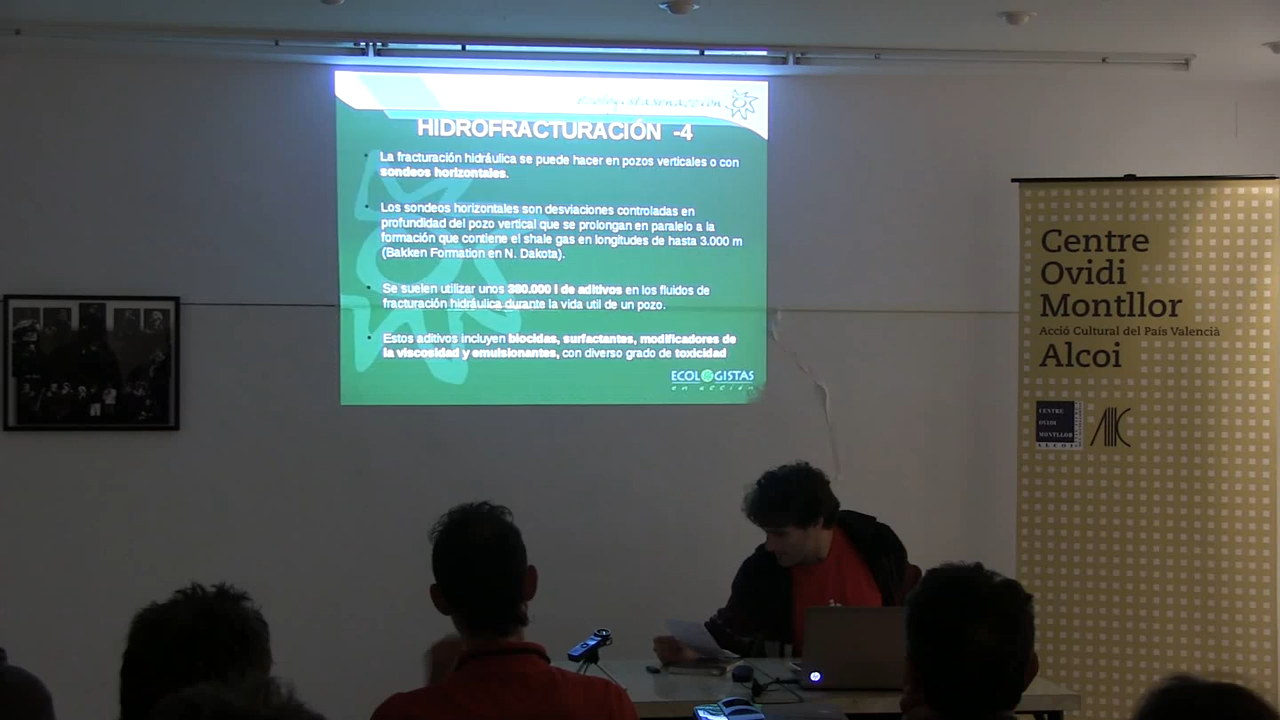 ecologistasenacción
HIDROFRACTURACIÓN -4
La fracturación hidráulica se puede hacer en pozos verticales o con
sondeos horizontales.
Los sondeos horizontales son desviaciones controladas en
profundidad del pozo vertical que se prolongan en paralelo a la
formación que contiene el shale gas en longitudes de hasta 3.000 m
(Bakken Formation en N. Dakota).
Se suelen utilizar unos 380.000 l de aditivos en los fluidos de
fracturación hidráulica durante la vida util de un pozo.
Estos aditivos incluyen biocidas, surfactantes, modificadores de
la viscosidad y emulsionantes, con diverso grado de toxicidad
ECOLOGISTAS
en acción
Centre
Ovidi
Montllor
Acció Cultural del País Valencià
Alcoi
CENTRE
OVIDI
MONTLLOR
ALCOI
hp